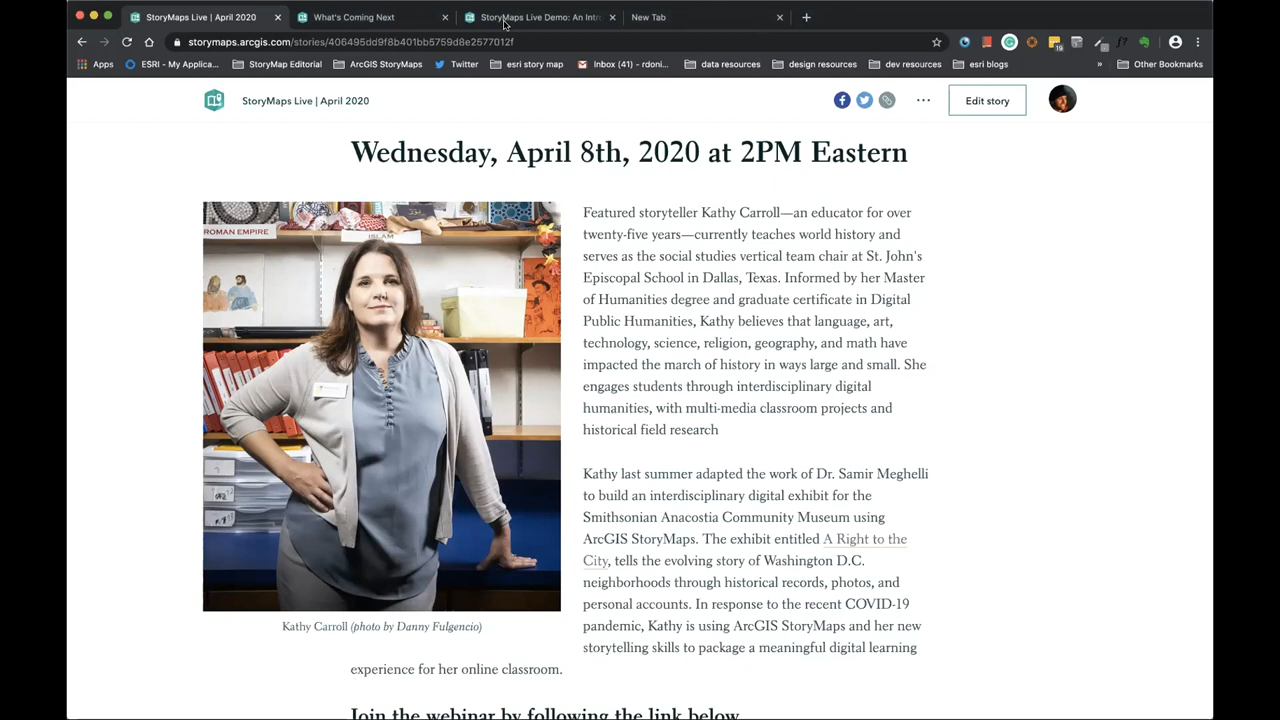 StoryMaps Live | April 2020
What's Coming Next
StoryMaps Live Demo: An Intro
New Tab
storymaps.arcgis.com/stories/406495dd9f8b401bb5759d8e2577012f
Apps
ESRI - My Applica...
StoryMap Editorial
ArcGIS StoryMaps
Twitter
esri story map
Inbox (41) - rdoni...
data resources
design resources
dev resources
esri blogs
»
Other Bookmarks
StoryMaps Live | April 2020
Edit story
Wednesday, April 8th, 2020 at 2PM Eastern
ROMAN EMPIRE
ISLAM
Kathy Carroll (photo by Danny Fulgencio)
Featured storyteller Kathy Carroll—an educator for over
twenty-five years—currently teaches world history and
serves as the social studies vertical team chair at St. John's
Episcopal School in Dallas, Texas. Informed by her Master
of Humanities degree and graduate certificate in Digital
Public Humanities, Kathy believes that language, art,
technology, science, religion, geography, and math have
impacted the march of history in ways large and small. She
engages students through interdisciplinary digital
humanities, with multi-media classroom projects and
historical field research
Kathy last summer adapted the work of Dr. Samir Meghelli
to build an interdisciplinary digital exhibit for the
Smithsonian Anacostia Community Museum using
ArcGIS StoryMaps. The exhibit entitled A Right to the
City, tells the evolving story of Washington D.C.
neighborhoods through historical records, photos, and
personal accounts. In response to the recent COVID-19
pandemic, Kathy is using ArcGIS StoryMaps and her new
storytelling skills to package a meaningful digital learning
experience for her online classroom.
Join the webinar by following the link below